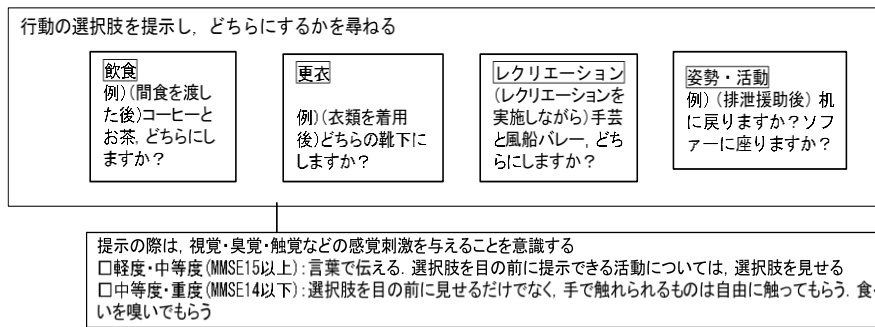 行動の選択肢を提示し，どちらにするかを尋ねる
飲食
例）（間食を渡し
た後）コーヒーと
お茶，どちらにし
ますか？
更衣
例）（衣類を着用
後）どちらの靴下に
しますか？
レクリエーション
（レクリエーションを
実施しながら）手芸
と風船バレー，どち
らにしますか？
姿勢・活動
例）（排泄援助後）机
に戻りますか？ソフ
ァーに座りますか？
提示の際は，視覚・臭覚・触覚などの感覚刺激を与えることを意識する
□軽度・中等度（MMSE15以上）：言葉で伝える．選択肢を目の前に提示できる活動については，選択肢を見せる
□中等度・重度（MMSE14以下）：選択肢を目の前に見せるだけでなく，手で触れられるものは自由に触ってもらう．食
いを嗅いでもらう